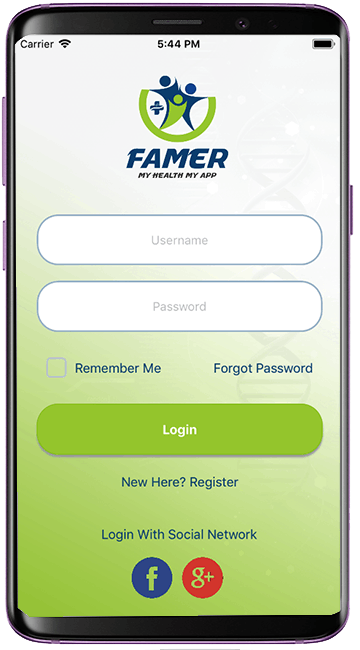 Carrier 5:44 PM
FAMER
MY HEALTH MY APP
Username
Password
Remember Me Forgot Password
Login
New Here? Register
Login With Social Network
f g+